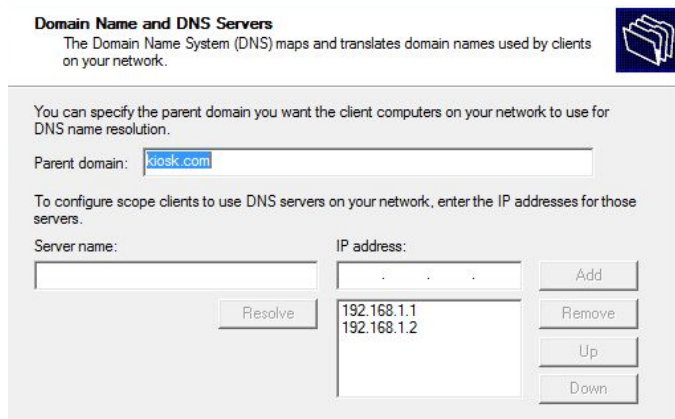 Domain Name and DNS Servers
The Domain Name System (DNS) maps and translates domain names used by clients
on your network.
You can specify the parent domain you want the client computers on your network to use for
DNS name resolution.
Parent domain: kiosk.com
To configure scope clients to use DNS servers on your network, enter the IP addresses for those
servers.
Server name: IP address:
. . . Add
Resolve 192.168.1.1 Remove
192.168.1.2
Up
Down